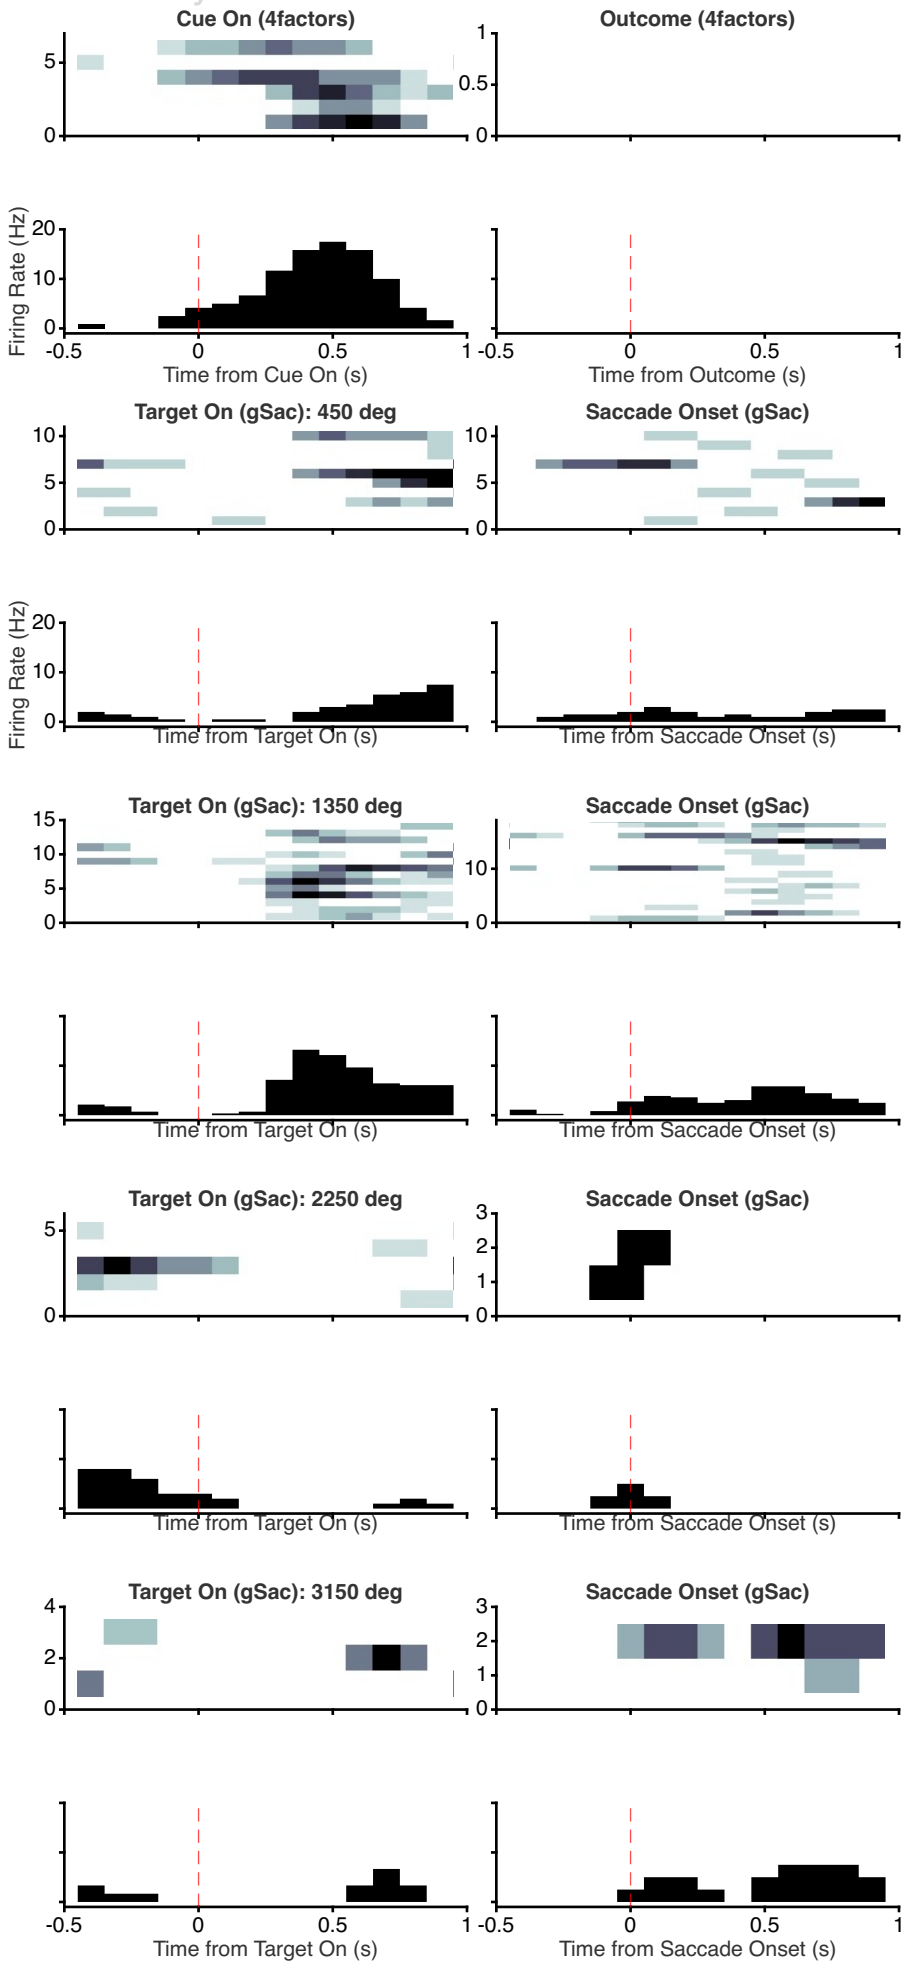 Cue On (4factors) Outcome (4factors)
5
0
1
0.5
0
Firing Rate (Hz)
20
10
0
-0.5 0 0.5 1 -0.5 0 0.5 1
Time from Cue On (s) Time from Outcome (s)
Target On (gSac): 450 deg Saccade Onset (gSac)
10
5
0
10
5
0
Firing Rate (Hz)
20
10
0
Time from Target On (s) Time from Saccade Onset (s)
Target On (gSac): 1350 deg Saccade Onset (gSac)
15
10
5
0
10
0
Time from Target On (s) Time from Saccade Onset (s)
Target On (gSac): 2250 deg Saccade Onset (gSac)
5
0
3
2
1
0
Time from Target On (s) Time from Saccade Onset (s)
Target On (gSac): 3150 deg Saccade Onset (gSac)
4
2
0
3
2
1
0
-0.5 0 0.5 1 -0.5 0 0.5 1
Time from Target On (s) Time from Saccade Onset (s)